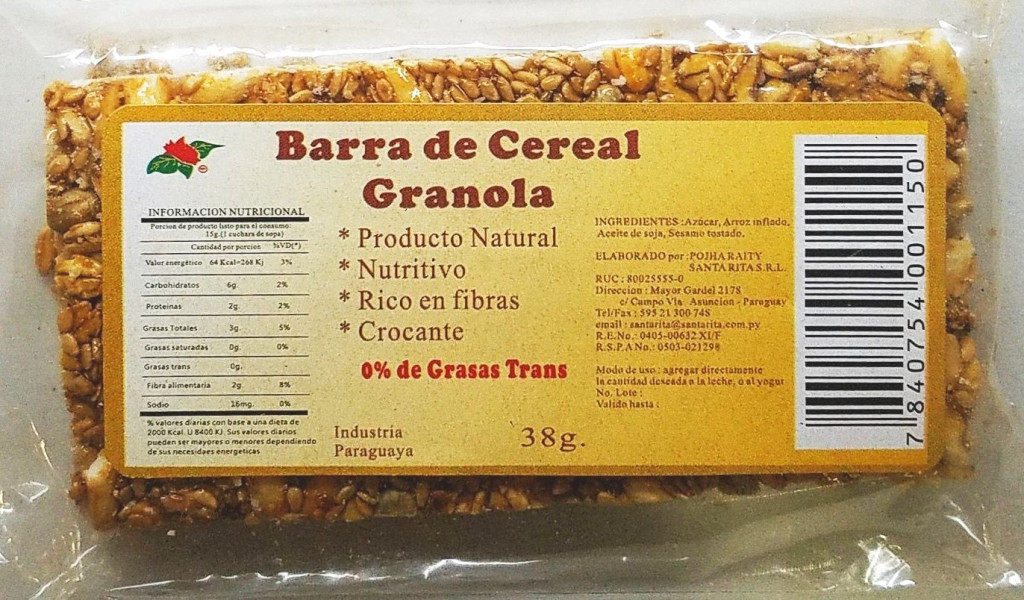 Barra de Cereal
Granola
* Producto Natural
* Nutritivo
* Rico en fibras
* Crocante
0% de Grasas Trans
Industria
Paraguaya
38g.
INFORMACION NUTRICIONAL
Porcion de producto listo para el consumo:
15g.(1 cuchara de sopa)
Cantidad por porcion %VD(*)
Valor energético 64 Kcal=268 Kj 3%
Carbohidratos 6g. 2%
Proteinas 2g. 2%
Grasas Totales 3g. 5%
Grasas saturadas 0g. 0%
Grasas trans 0g. -
Fibra alimentaria 2g. 8%
Sodio 16mg. 0%
% valores diarias con base a una dieta de
2000 Kcal. U 8400 KJ. Sus valores diarios
pueden ser mayores o menores dependiendo
de sus necesidaes energeticas
INGREDIENTES :Azúcar, Arroz inflado,
Aceite de soja, Sesamo tostado.
ELABORADO por :POJHA RAITY
SANTA RITA S.R.L.
RUC : 80025555-0
Direccion : Mayor Gardel 2178
c/ Campo Via Asuncion - Paraguay
Tel/Fax : 595 21 300 748
email : santarita@santarita.com.py
R.E.No.: 0405-00632 XI/F
R.S.P.A No.: 0503-021298
Modo de uso : agregar directamente
la cantidad deseada a la leche, o al yogur
No. Lote :
Valido hasta :
7 840754 001150